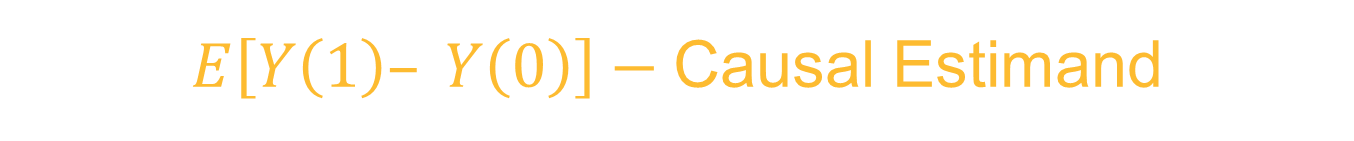 E[Y(1)– Y(0)] – Causal Estimand